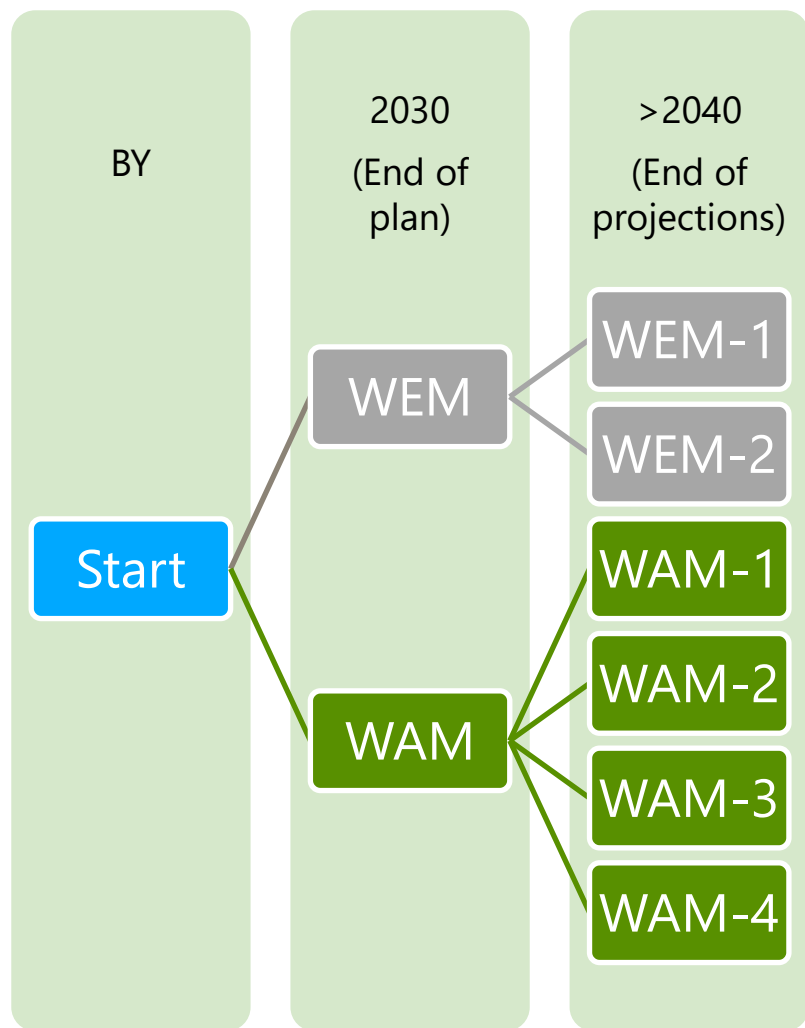 BY
2030
(End of
plan)
>2040
(End of
projections)
Start
WEM
WAM
WEM-1
WEM-2
WAM-1
WAM-2
WAM-3
WAM-4